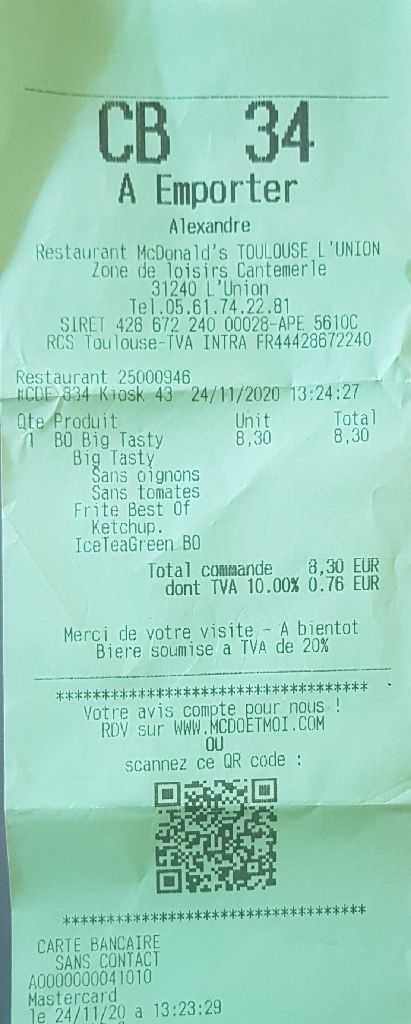 CB 34
A Emporter
Alexandre
Restaurant McDonald's TOULOUSE L'UNION
Zone de loisirs Cantemerle
31240 L'Union
Tel.05.61.74.22.81
SIRET 428 672 240 00028-APE 5610C
RCS Toulouse-TVA INTRA FR44428672240
Restaurant 25000946
#CDE 834 Kiosk 43 24/11/2020 13:24:27
Qte Produit Unit Total
1 BO Big Tasty 8,30 8,30
Big Tasty
Sans oignons
Sans tomates
Frite Best Of
Ketchup.
IceTeaGreen BO
Total commande 8,30 EUR
dont TVA 10.00% 0.76 EUR
Merci de votre visite - A bientot
Biere soumise a TVA de 20%
************************************
Votre avis compte pour nous !
RDV sur WWW.MCDOETMOI.COM
OU
scannez ce QR code :
***********************************
CARTE BANCAIRE
SANS CONTACT
A0000000041010
Mastercard
le 24/11/20 a 13:23:29